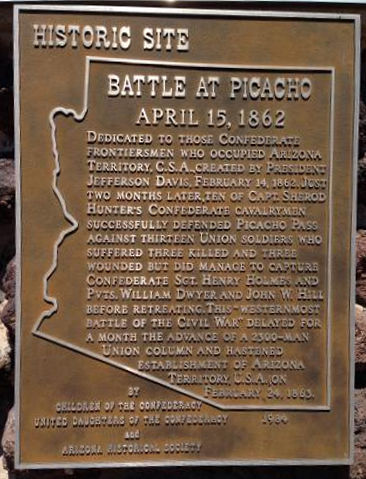 HISTORIC SITE
BATTLE AT PICACHO
APRIL 15, 1862
DEDICATED TO THOSE CONFEDERATE
FRONTIERSMEN WHO OCCUPIED ARIZONA
TERRITORY, C.S.A., CREATED BY PRESIDENT
JEFFERSON DAVIS, FEBRUARY 14, 1862. JUST
TWO MONTHS LATER, TEN OF CAPT. SHEROD
HUNTER'S CONFEDERATE CAVALRYMEN
SUCCESSFULLY DEFENDED PICACHO PASS
AGAINST THIRTEEN UNION SOLDIERS WHO
SUFFERED THREE KILLED AND THREE
WOUNDED BUT DID MANAGE TO CAPTURE
CONFEDERATE SGT. HENRY HOLMES AND
PVTS. WILLIAM DWYER AND JOHN W. HILL
BEFORE RETREATING. THIS "WESTERNMOST
BATTLE OF THE CIVIL WAR" DELAYED FOR
A MONTH THE ADVANCE OF A 2300-MAN
UNION COLUMN AND HASTENED
ESTABLISHMENT OF ARIZONA
TERRITORY, U.S.A., ON
FEBRUARY 24, 1863.
BY
CHILDREN OF THE CONFEDERACY
UNITED DAUGHTERS OF THE CONFEDERACY 1984
and
ARIZONA HISTORICAL SOCIETY